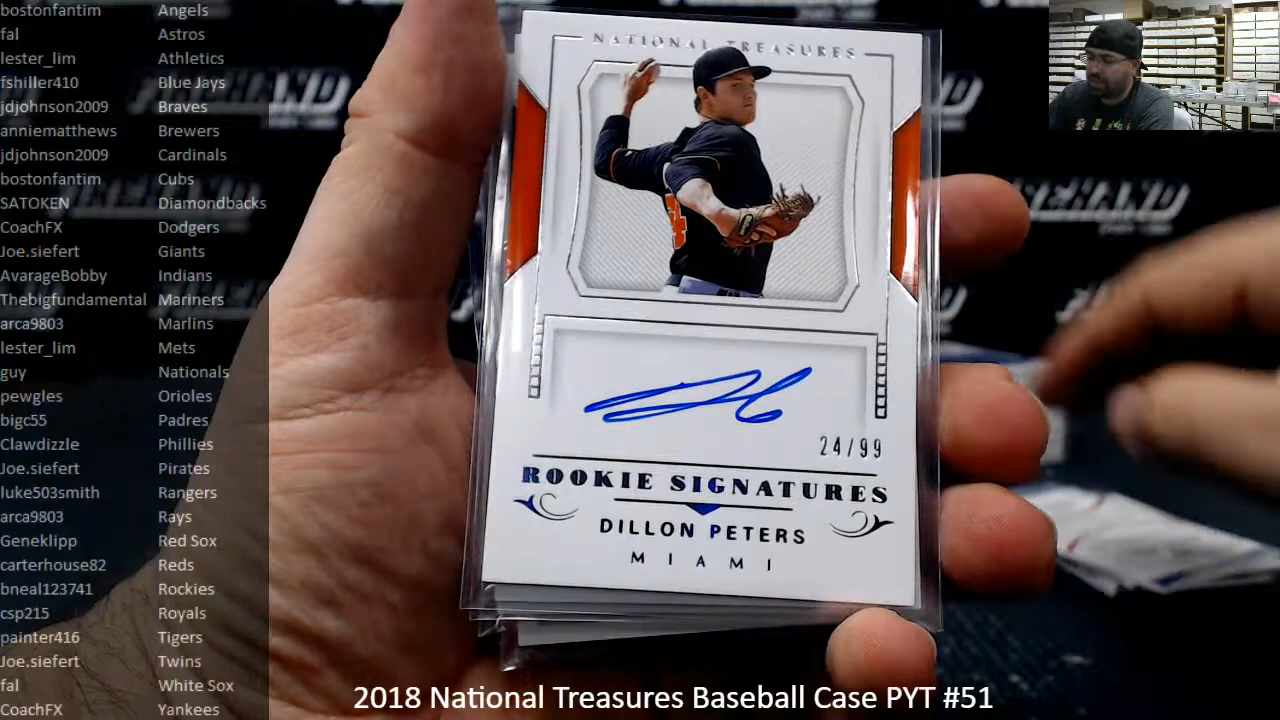 bostonfantim Angels
fal Astros
lester_lim Athletics
fshiller410 Blue Jays
jdjohnson2009 Braves
anniematthews Brewers
jdjohnson2009 Cardinals
bostonfantim Cubs
SATOKEN Diamondbacks
CoachFX Dodgers
Joe.siefert Giants
AvarageBobby Indians
Thebigfundamental Mariners
arca9803 Marlins
lester_lim Mets
guy Nationals
pewgles Orioles
bigc55 Padres
Clawdizzle Phillies
Joe.siefert Pirates
luke503smith Rangers
arca9803 Rays
Geneklipp Red Sox
carterhouse82 Reds
bneal123741 Rockies
csp215 Royals
painter416 Tigers
Joe.siefert Twins
fal White Sox
CoachFX Yankees
NATIONAL TREASURES
24/99
ROOKIE SIGNATURES
DILLON PETERS
MIAMI
2018 National Treasures Baseball Case PYT #51